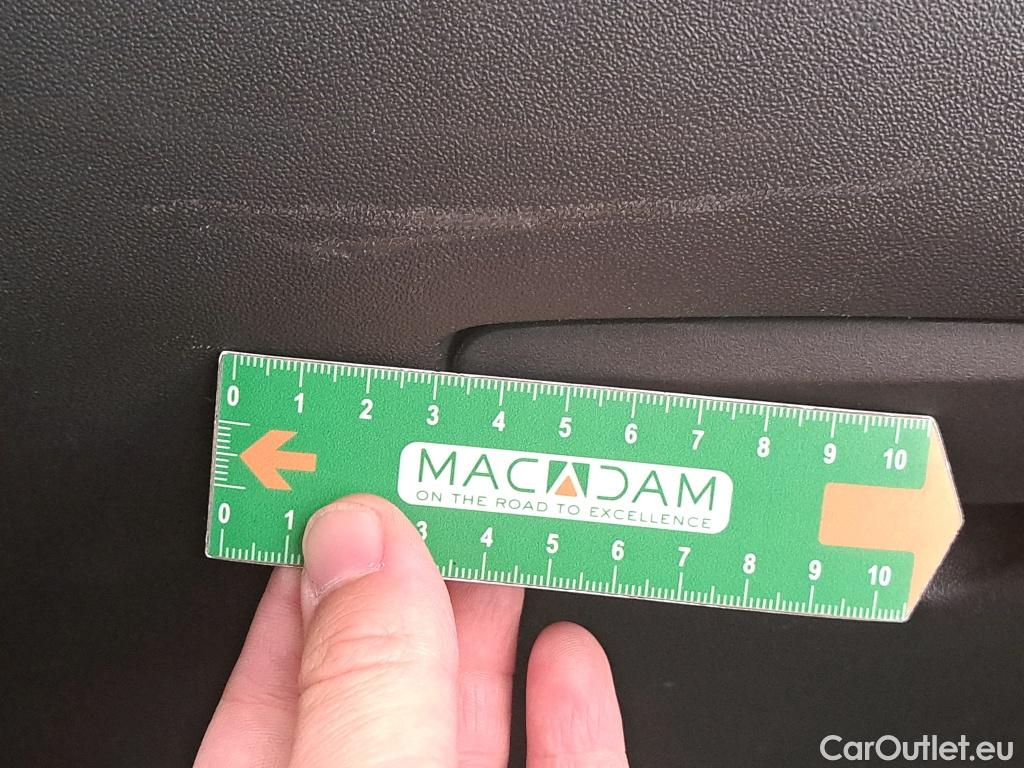 0 1 2 3 4 5 6 7 8 9 10
MACADAM
ON THE ROAD TO EXCELLENCE
0 1 3 4 5 6 7 8 9 10
CarOutlet.eu